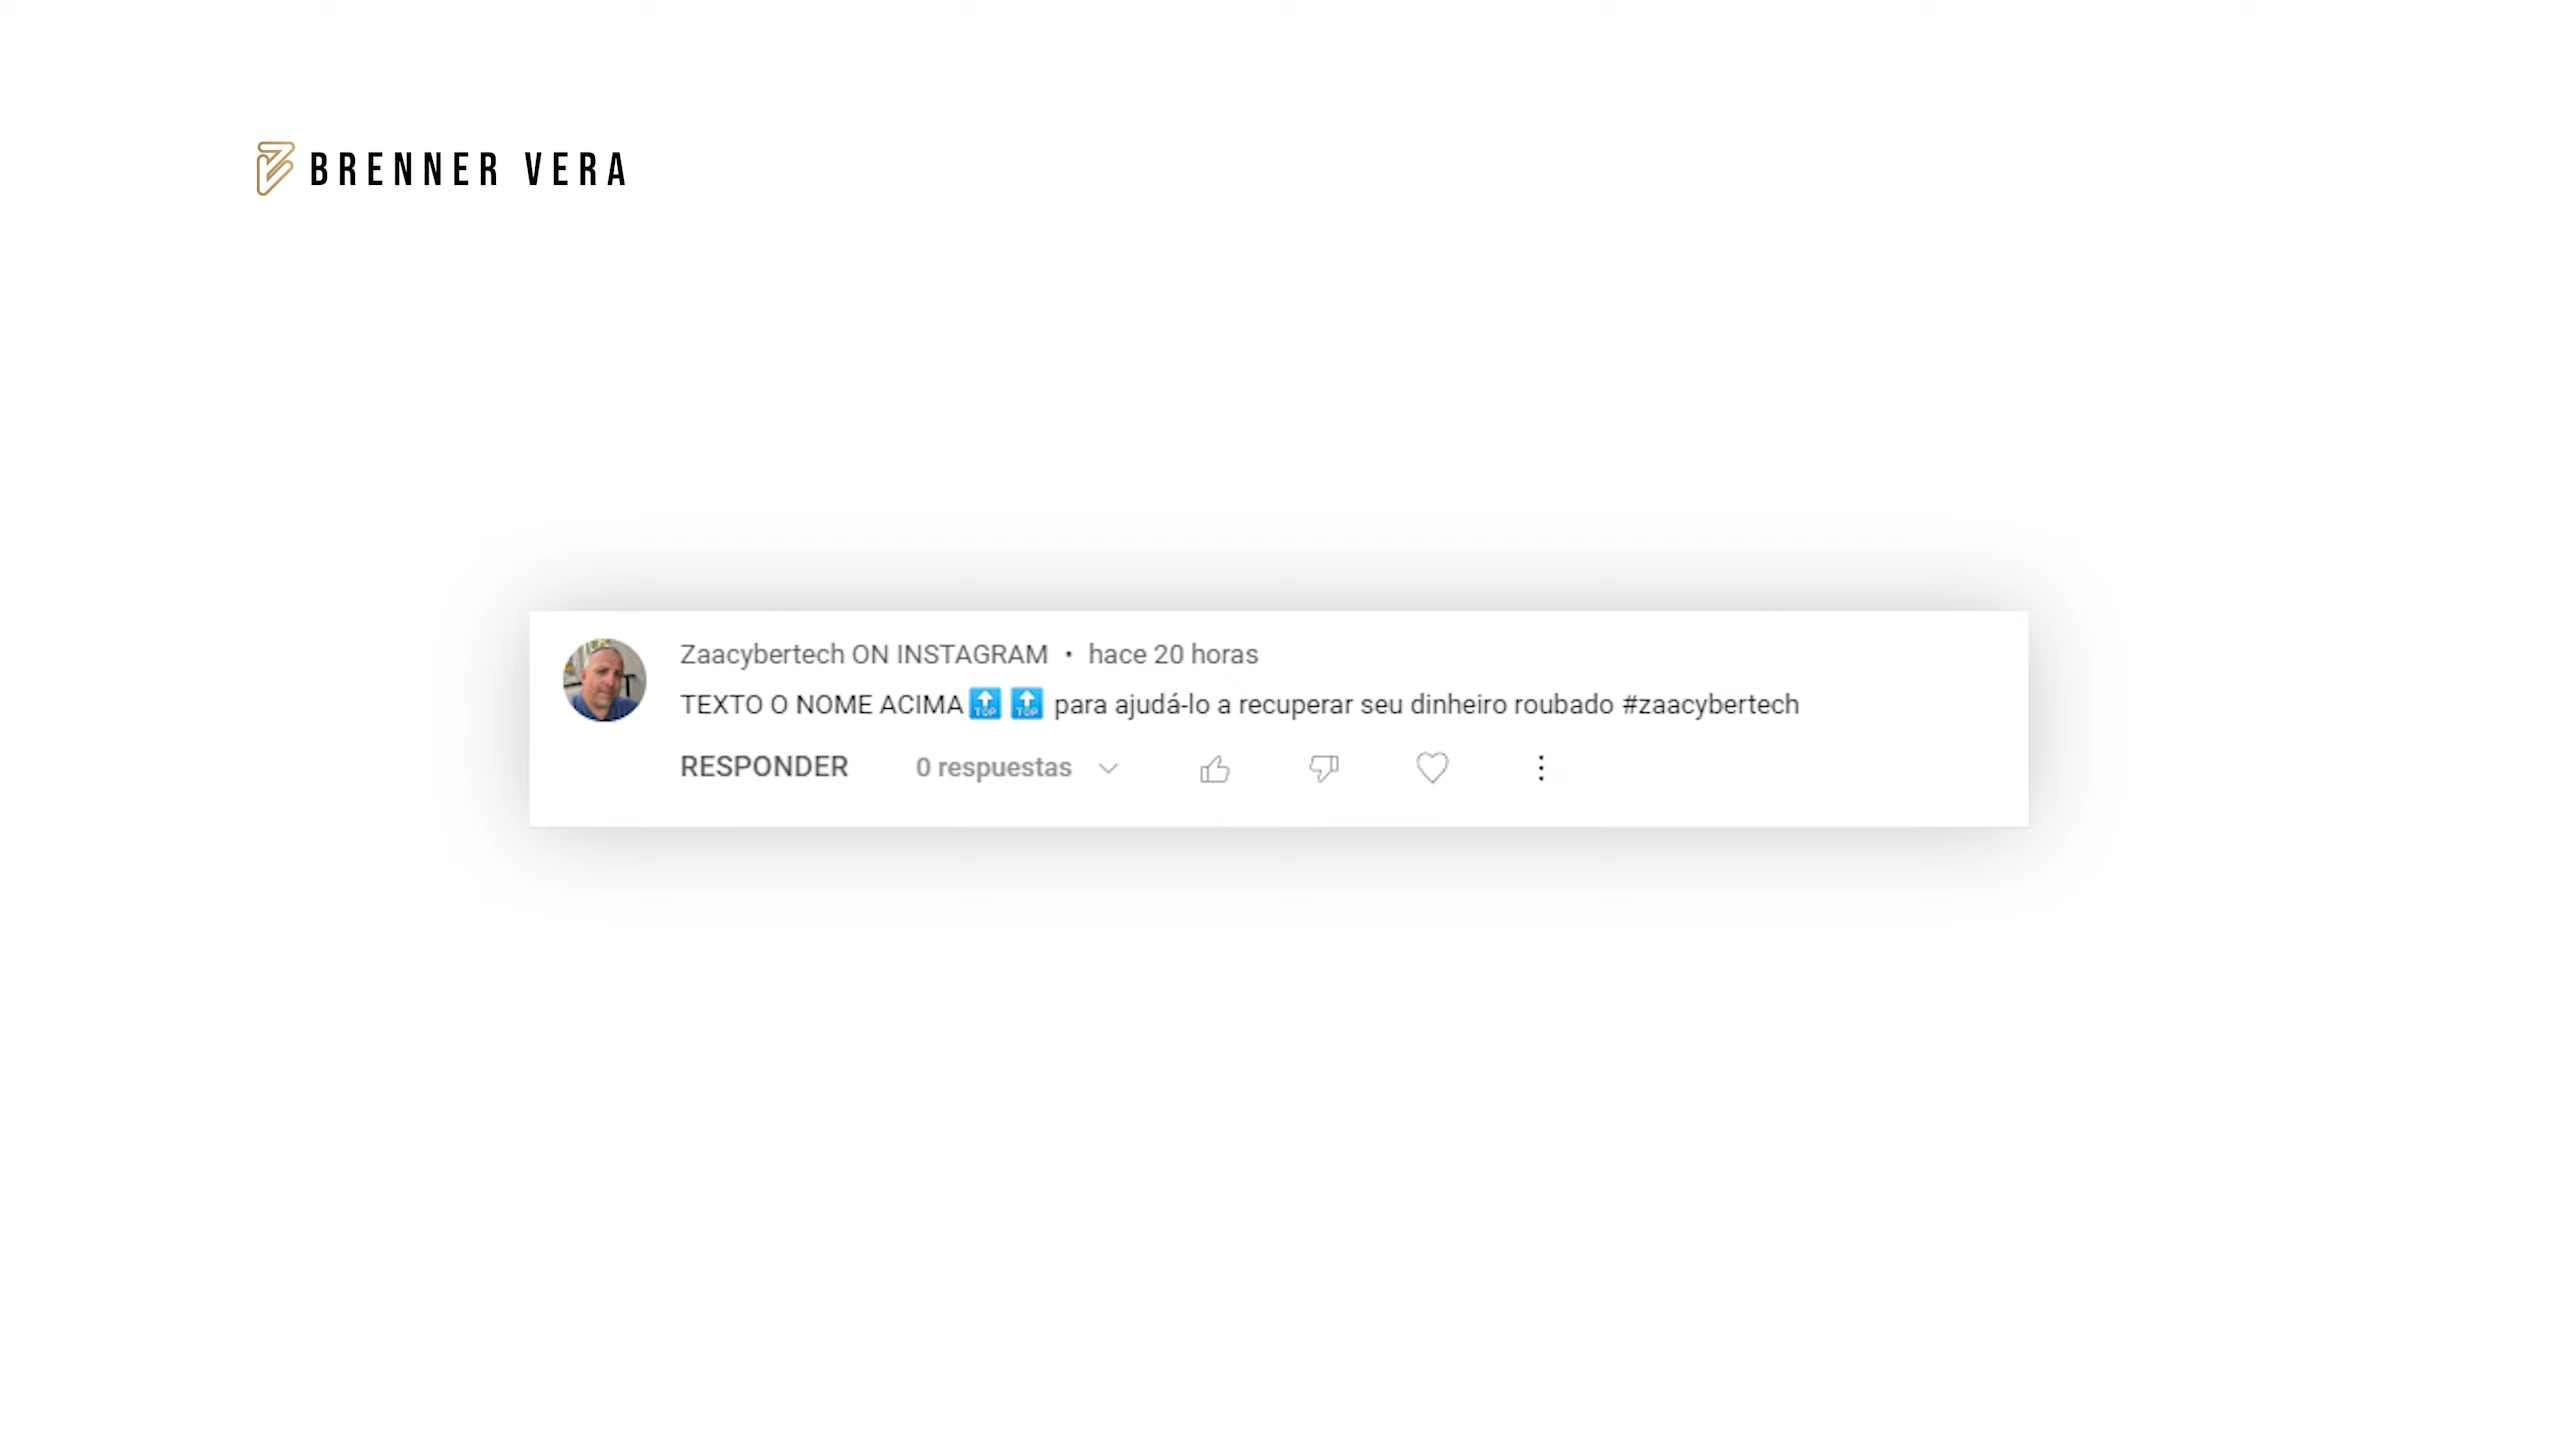 BRENNER VERA
Zaacybertech ON INSTAGRAM • hace 20 horas
TEXTO O NOME ACIMA🔝🔝 para ajudá-lo a recuperar seu dinheiro roubado #zaacybertech
RESPONDER 0 respuestas